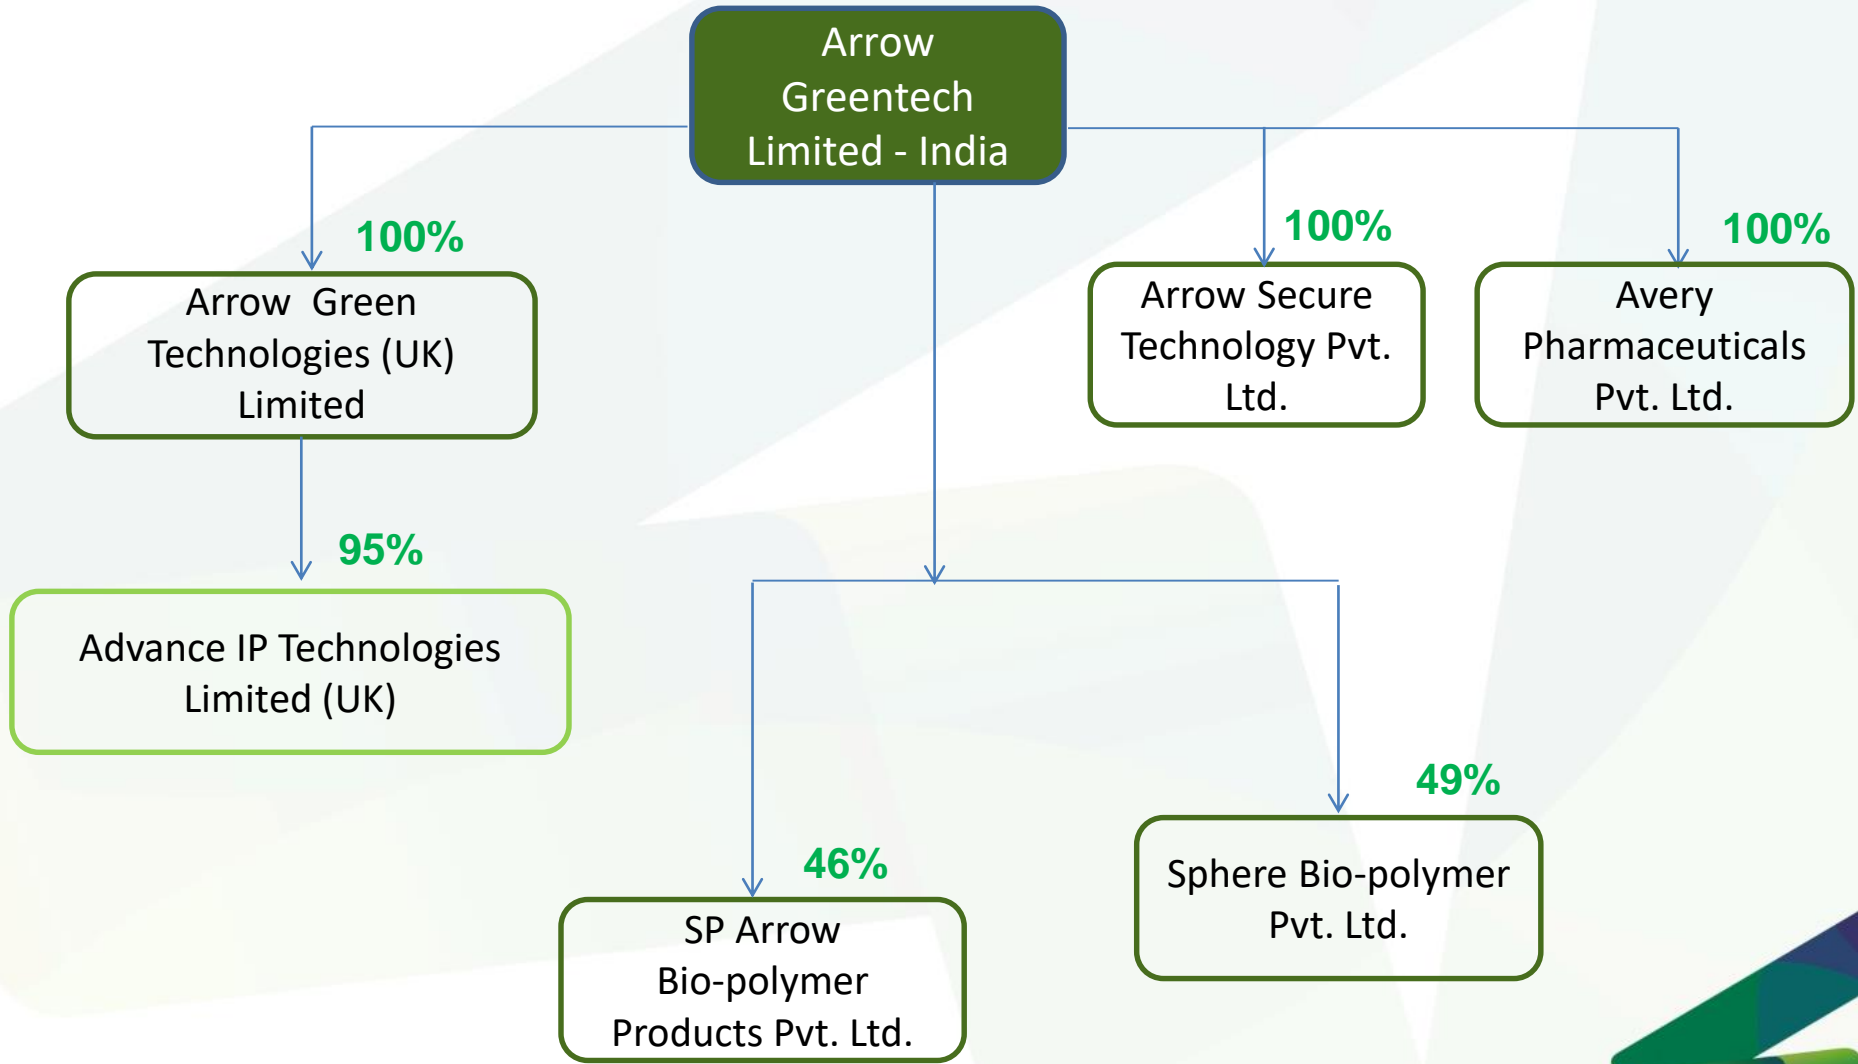 Arrow
Greentech
Limited - India
100%
Arrow Green
Technologies (UK)
Limited
100%
Arrow Secure
Technology Pvt.
Ltd.
100%
Avery
Pharmaceuticals
Pvt. Ltd.
95%
Advance IP Technologies
Limited (UK)
46%
SP Arrow
Bio-polymer
Products Pvt. Ltd.
49%
Sphere Bio-polymer
Pvt. Ltd.